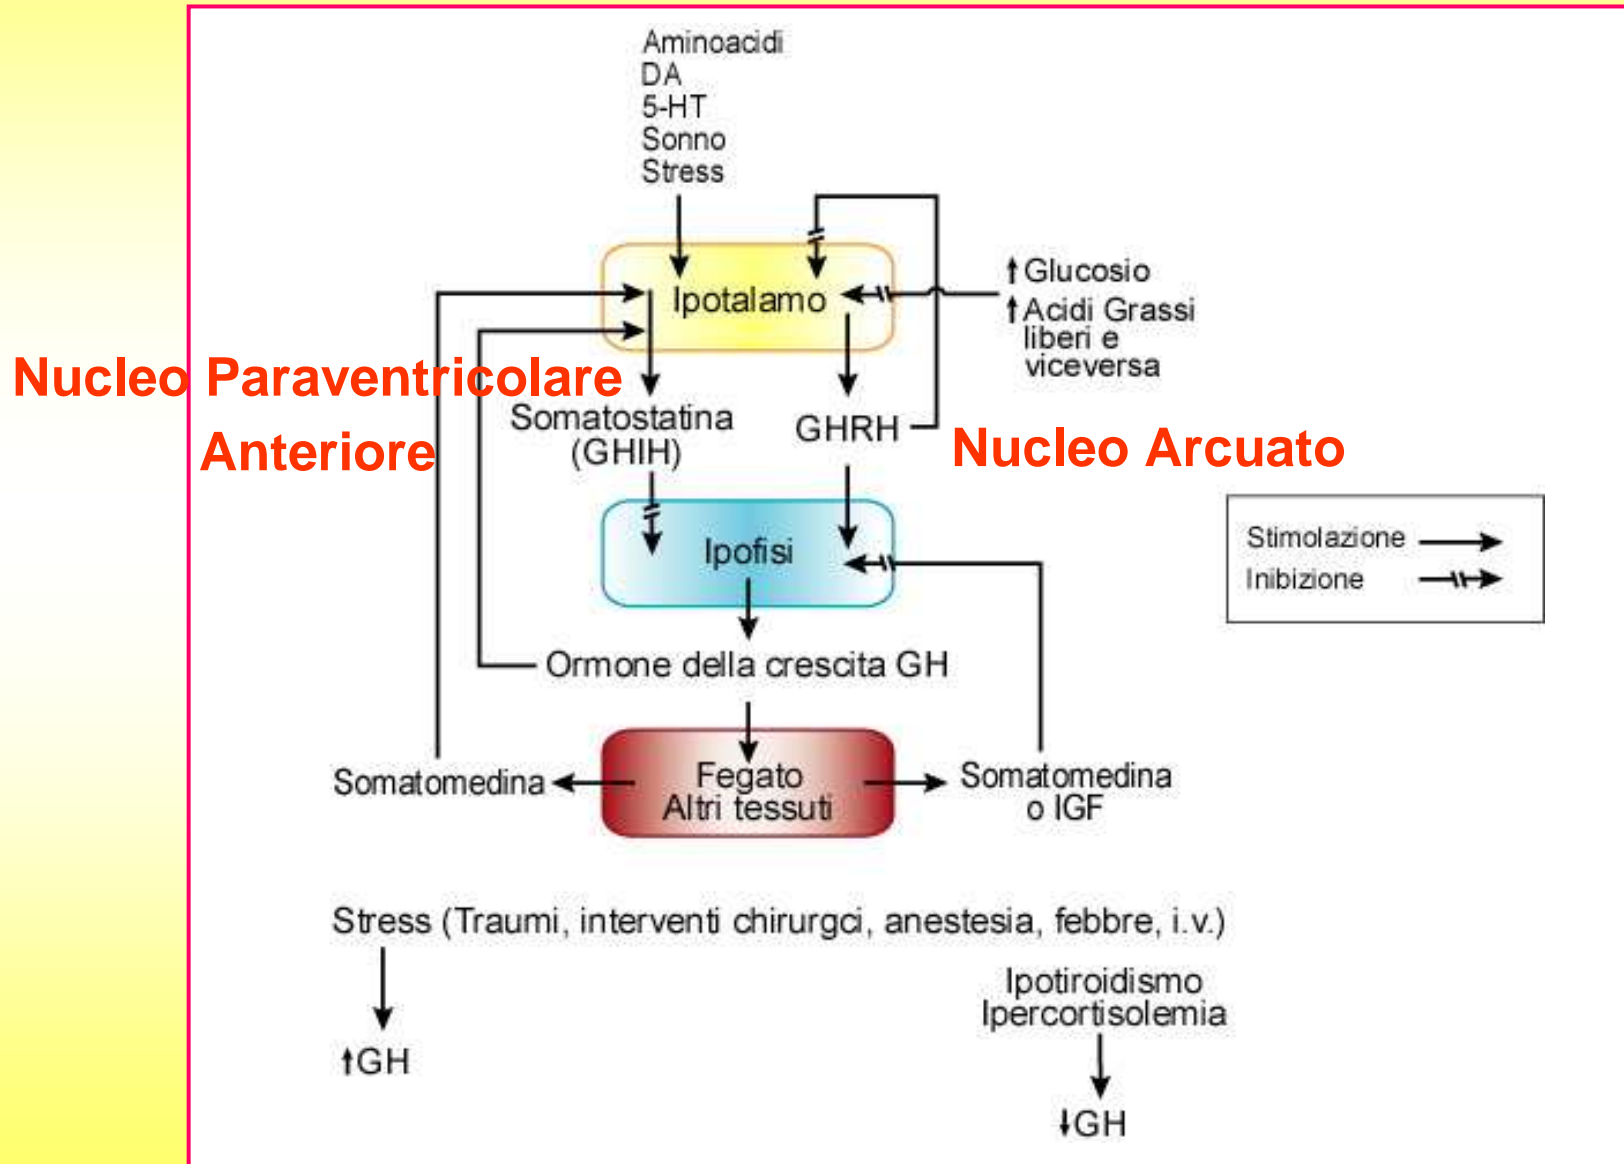 Aminoacidi
DA
5-HT
Sonno
Stress
Ipotalamo
↑Glucosio
↑Acidi Grassi
liberi e
viceversa
Nucleo Paraventricolare
Anteriore
Somatostatina
(GHIH)
GHRH
Nucleo Arcuato
Stimolazione
Inibizione
Ipofisi
Ormone della crescita GH
Somatomedina
Fegato
Altri tessuti
Somatomedina
o IGF
Stress (Traumi, interventi chirurgci, anestesia, febbre, i.v.)
↑GH
Ipotiroidismo
Ipercortisolemia
↓GH